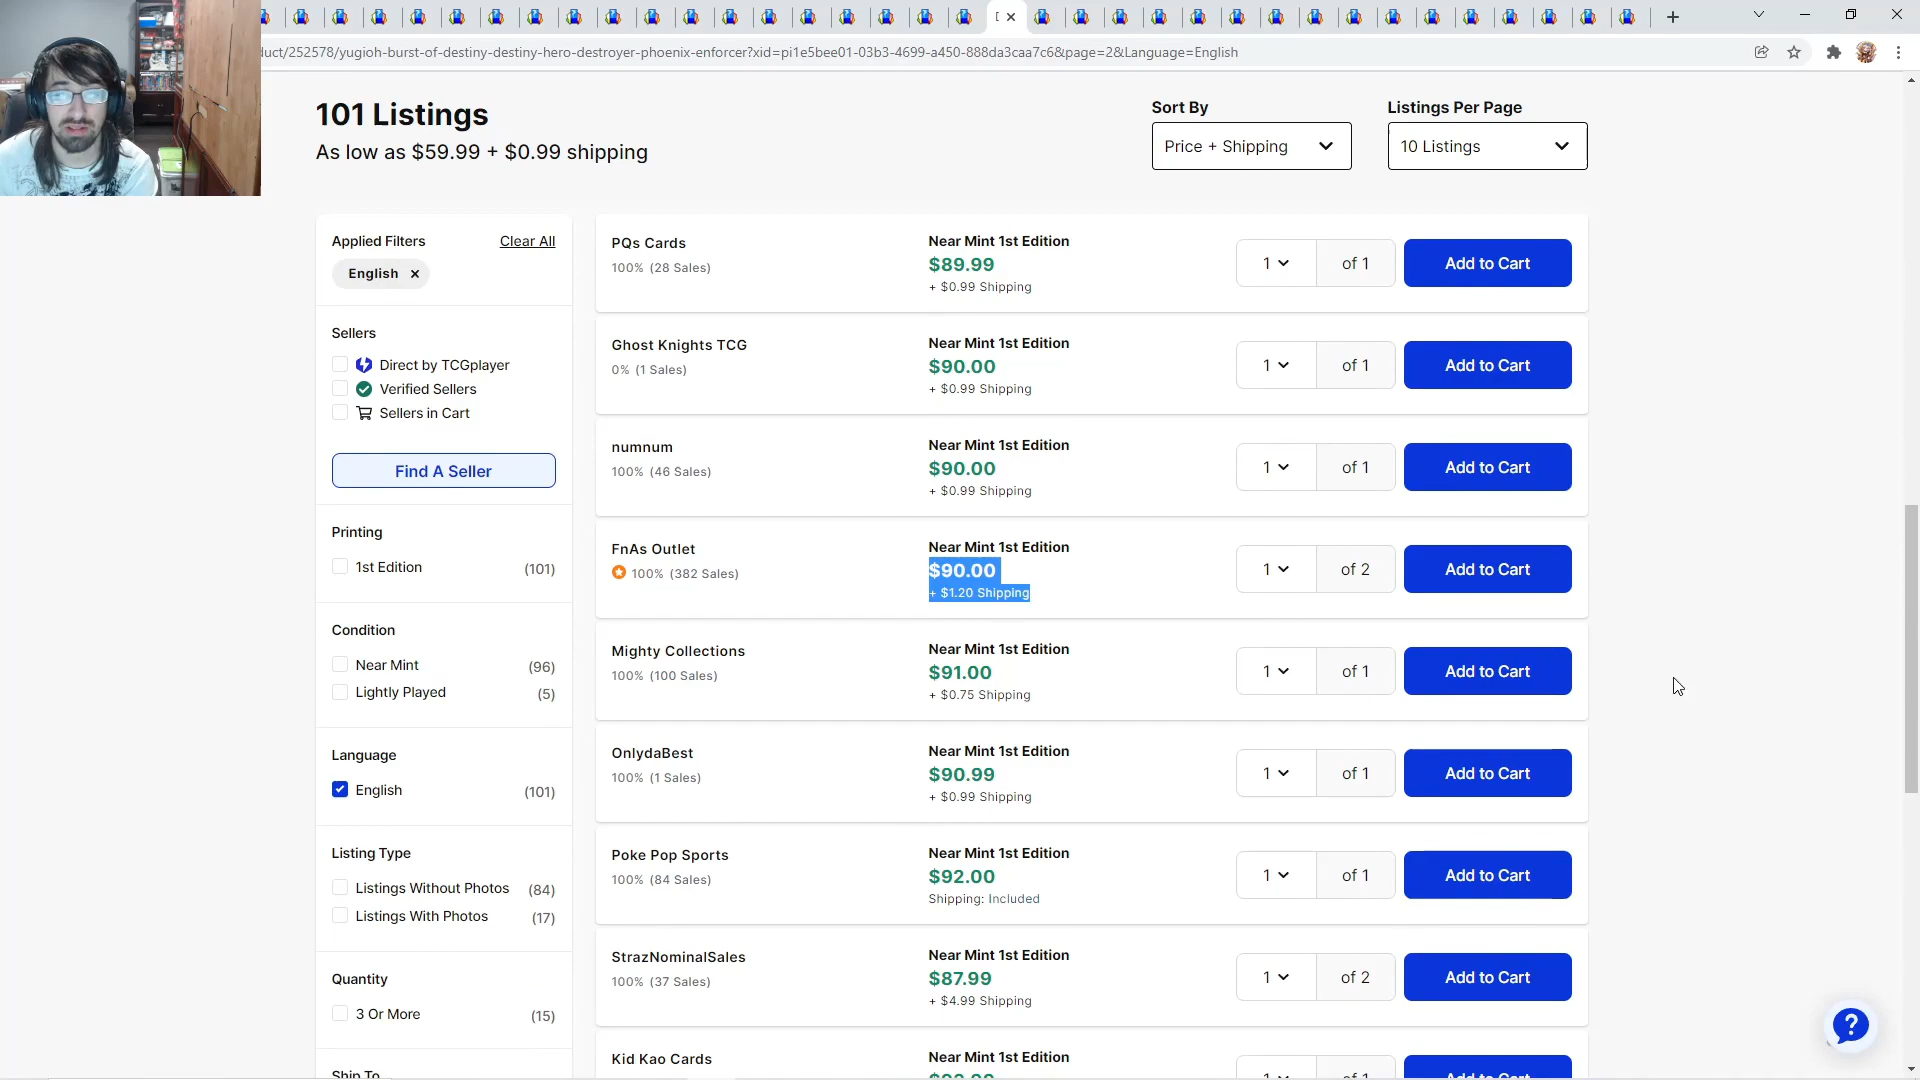 duct/252578/yugioh-burst-of-destiny-destiny-hero-destroyer-phoenix-enforcer?xid=pi1e5bee01-03b3-4699-a450-888da3caa7c6&page=2&Language=English
101 Listings
As low as $59.99 + $0.99 shipping
Sort By
Price + Shipping
Listings Per Page
10 Listings
Applied Filters
Clear All
English ×
Sellers
Direct by TCGplayer
Verified Sellers
Sellers in Cart
Find A Seller
Printing
1st Edition (101)
Condition
Near Mint (96)
Lightly Played (5)
Language
English (101)
Listing Type
Listings Without Photos (84)
Listings With Photos (17)
Quantity
3 Or More (15)
Ship To
PQs Cards
100% (28 Sales)
Near Mint 1st Edition
$89.99
+ $0.99 Shipping
1 of 1 Add to Cart
Ghost Knights TCG
0% (1 Sales)
Near Mint 1st Edition
$90.00
+ $0.99 Shipping
1 of 1 Add to Cart
numnum
100% (46 Sales)
Near Mint 1st Edition
$90.00
+ $0.99 Shipping
1 of 1 Add to Cart
FnAs Outlet
100% (382 Sales)
Near Mint 1st Edition
$90.00
+ $1.20 Shipping
1 of 2 Add to Cart
Mighty Collections
100% (100 Sales)
Near Mint 1st Edition
$91.00
+ $0.75 Shipping
1 of 1 Add to Cart
OnlydaBest
100% (1 Sales)
Near Mint 1st Edition
$90.99
+ $0.99 Shipping
1 of 1 Add to Cart
Poke Pop Sports
100% (84 Sales)
Near Mint 1st Edition
$92.00
Shipping: Included
1 of 1 Add to Cart
StrazNominalSales
100% (37 Sales)
Near Mint 1st Edition
$87.99
+ $4.99 Shipping
1 of 2 Add to Cart
Kid Kao Cards
Near Mint 1st Edition
1 of 1 Add to Cart
?